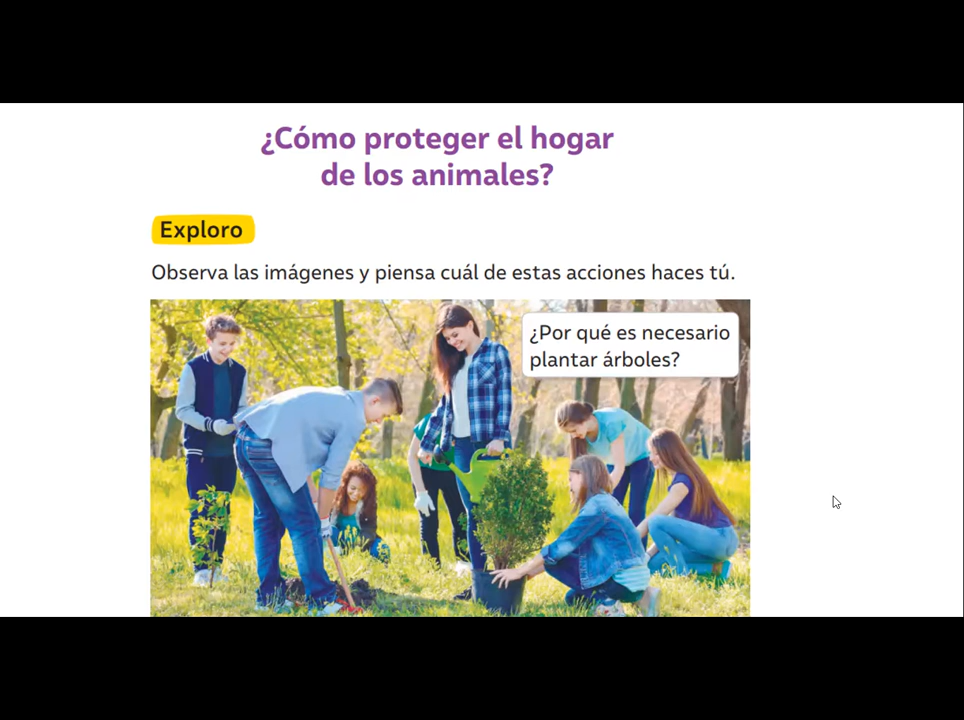 ¿Cómo proteger el hogar
de los animales?
Exploro
Observa las imágenes y piensa cuál de estas acciones haces tú.
¿Por qué es necesario
plantar árboles?